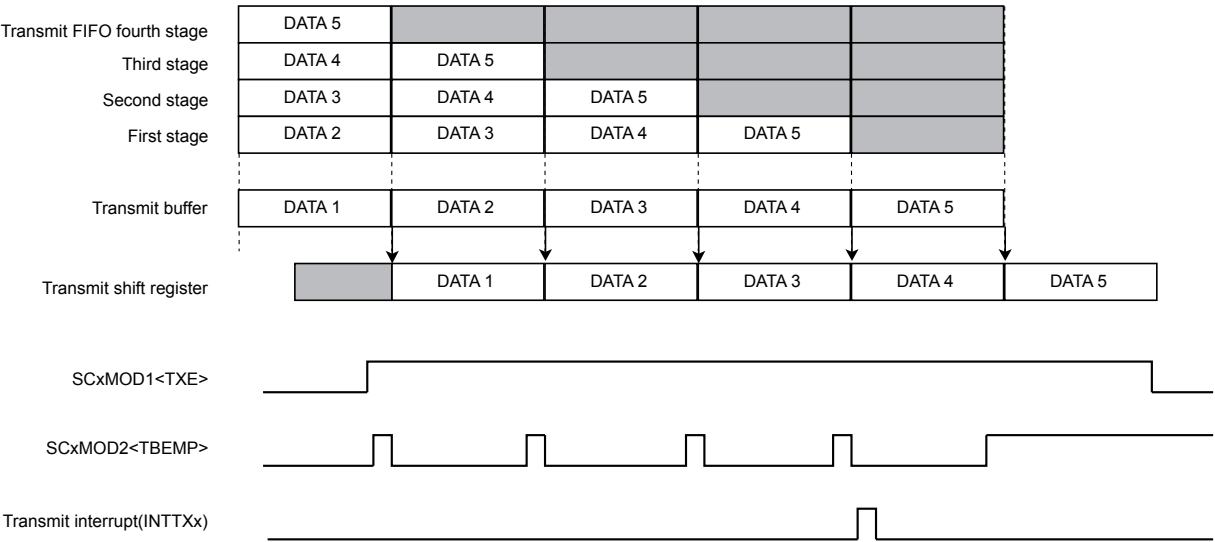 Transmit FIFO fourth stage DATA 5
Third stage DATA 4 DATA 5
Second stage DATA 3 DATA 4 DATA 5
First stage DATA 2 DATA 3 DATA 4 DATA 5
Transmit buffer DATA 1 DATA 2 DATA 3 DATA 4 DATA 5
Transmit shift register DATA 1 DATA 2 DATA 3 DATA 4 DATA 5
SCxMOD1<TXE>
SCxMOD2<TBEMP>
Transmit interrupt(INTTXx)